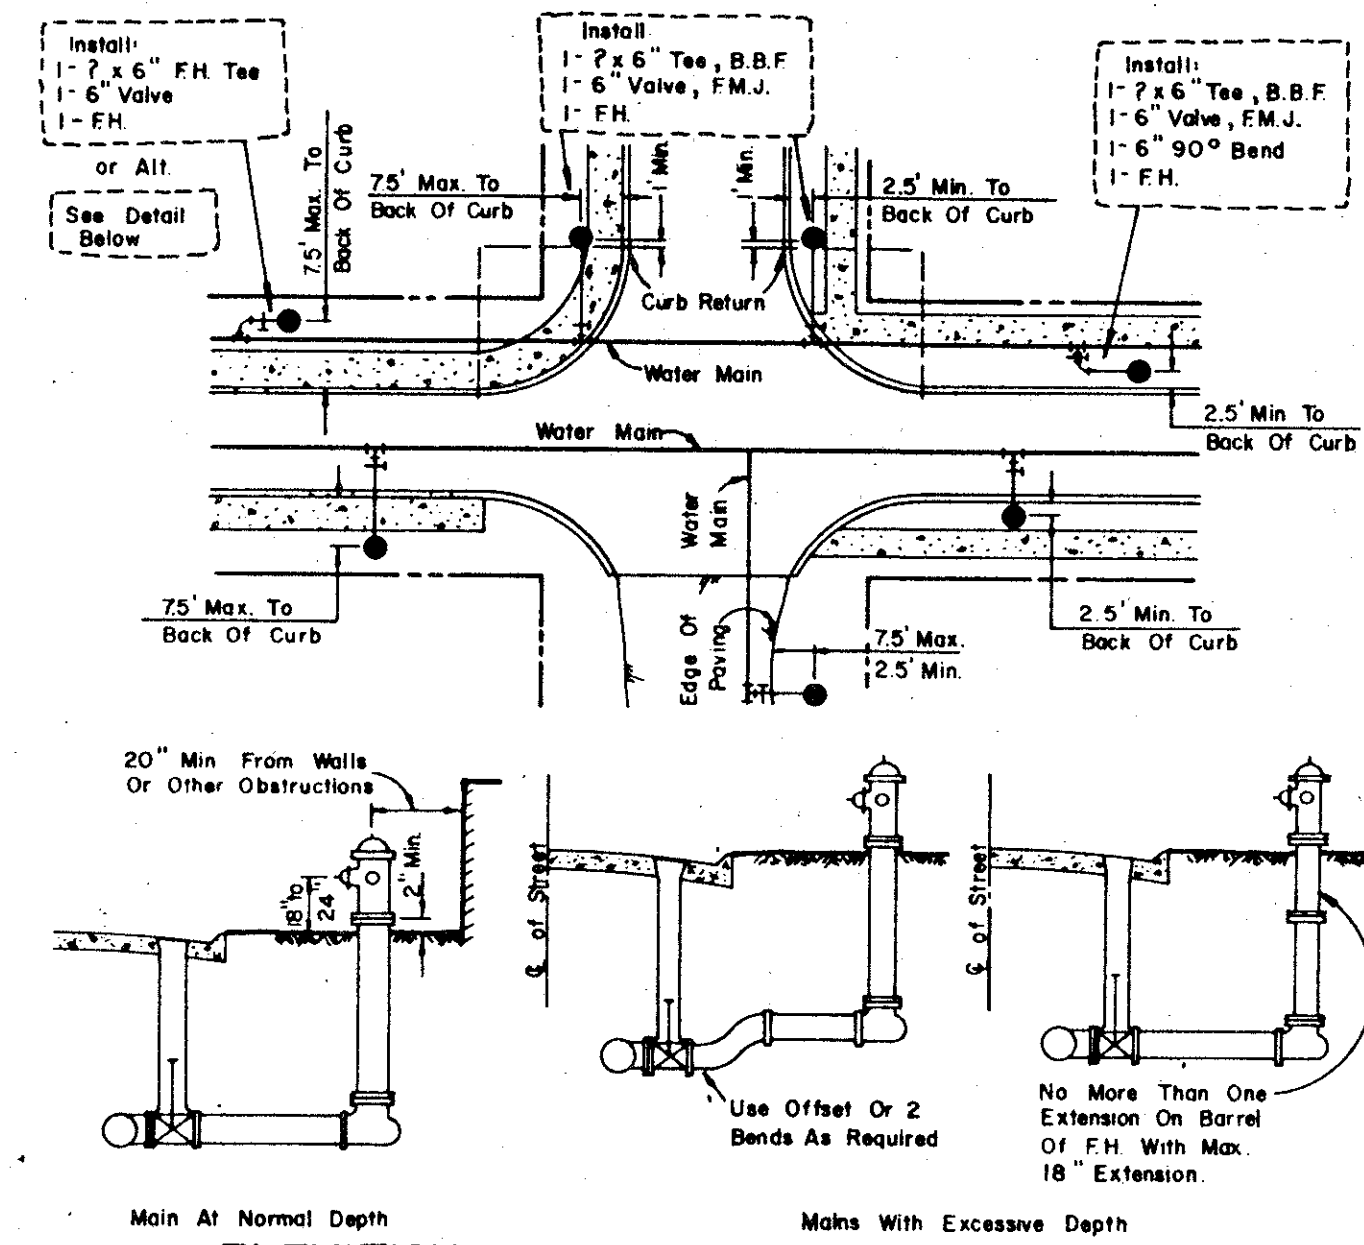 Install:
1- ? x 6" F.H. Tee
1- 6" Valve
1- F.H.
or Alt.
See Detail
Below
7.5' Max. To
Back Of Curb
Install
1- ? x 6" Tee, B.B.F.
1- 6" Valve, F.M.J.
1- F.H.
7.5' Max. To
Back Of Curb
1' Min.
1' Min.
2.5' Min. To
Back Of Curb
Install:
1- ? x 6" Tee, B.B.F.
1- 6" Valve, F.M.J.
1- 6" 90° Bend
1- F.H.
Curb Return
Water Main
2.5' Min To
Back Of Curb
Water Main
Water
Main
7.5' Max. To
Back Of Curb
2.5' Min. To
Back Of Curb
Edge Of
Paving
7.5' Max.
2.5' Min.
20" Min From Walls
Or Other Obstructions
18" to
24"
2" Min.
℄ of Street
Use Offset Or 2
Bends As Required
℄ of Street
No More Than One
Extension On Barrel
Of F.H. With Max.
18" Extension.
Main At Normal Depth
Mains With Excessive Depth